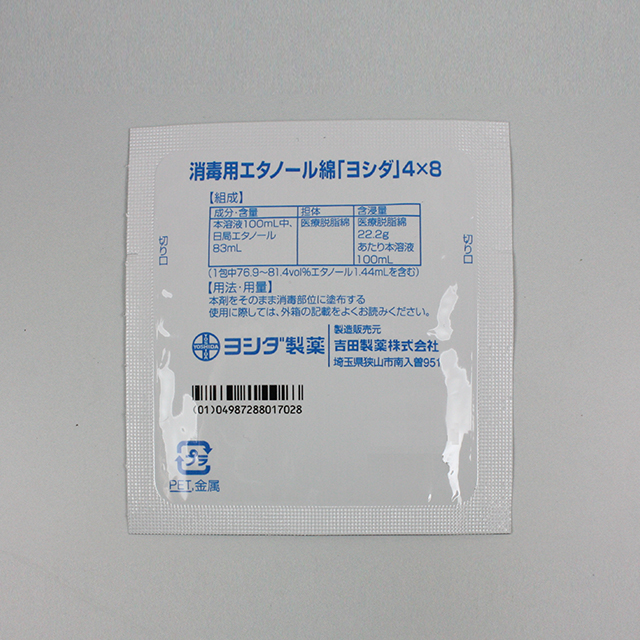 消毒用エタノール綿「ヨシダ」4×8
【組成】
成分・含量 担体 含浸量
本溶液100mL中、 医療脱脂綿 医療脱脂綿
日局エタノール 22.2g
83mL あたり本溶液
100mL
(1包中76.9~81.4vol%エタノール1.44mLを含む)
【用法・用量】
本剤をそのまま消毒部位に塗布する
使用に際しては、外箱の記載をよくお読みください。
切り口
切り口
YOSHIDA
ヨシダ製薬
製造販売元
吉田製薬株式会社
埼玉県狭山市南入曽951
(01)04987288017028
プラ
PET,金属